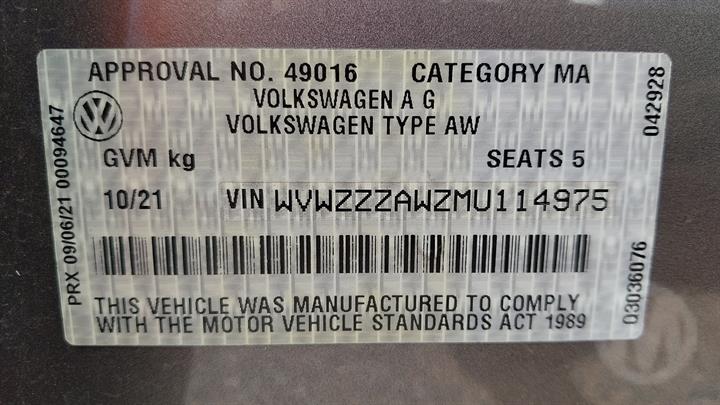 APPROVAL NO. 49016 CATEGORY MA
VOLKSWAGEN A G
VOLKSWAGEN TYPE AW
GVM kg SEATS 5
10/21 VIN WVWZZZAWZMU114975
THIS VEHICLE WAS MANUFACTURED TO COMPLY
WITH THE MOTOR VEHICLE STANDARDS ACT 1989
PRX 09/06/21 00094647
042928
03036076